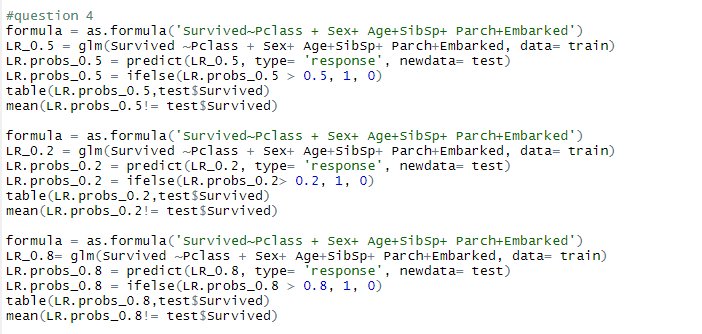 #question 4
formula = as.formula('Survived~Pclass + Sex+ Age+SibSp+ Parch+Embarked')
LR_0.5 = glm(Survived ~Pclass + Sex+ Age+SibSp+ Parch+Embarked, data= train)
LR.probs_0.5 = predict(LR_0.5, type= 'response', newdata= test)
LR.probs_0.5 = ifelse(LR.probs_0.5 > 0.5, 1, 0)
table(LR.probs_0.5,test$Survived)
mean(LR.probs_0.5!= test$Survived)
formula = as.formula('Survived~Pclass + Sex+ Age+SibSp+ Parch+Embarked')
LR_0.2 = glm(Survived ~Pclass + Sex+ Age+SibSp+ Parch+Embarked, data= train)
LR.probs_0.2 = predict(LR_0.2, type= 'response', newdata= test)
LR.probs_0.2 = ifelse(LR.probs_0.2> 0.2, 1, 0)
table(LR.probs_0.2,test$Survived)
mean(LR.probs_0.2!= test$Survived)
formula = as.formula('Survived~Pclass + Sex+ Age+SibSp+ Parch+Embarked')
LR_0.8= glm(Survived ~Pclass + Sex+ Age+SibSp+ Parch+Embarked, data= train)
LR.probs_0.8 = predict(LR_0.8, type= 'response', newdata= test)
LR.probs_0.8 = ifelse(LR.probs_0.8 > 0.8, 1, 0)
table(LR.probs_0.8,test$Survived)
mean(LR.probs_0.8!= test$Survived)